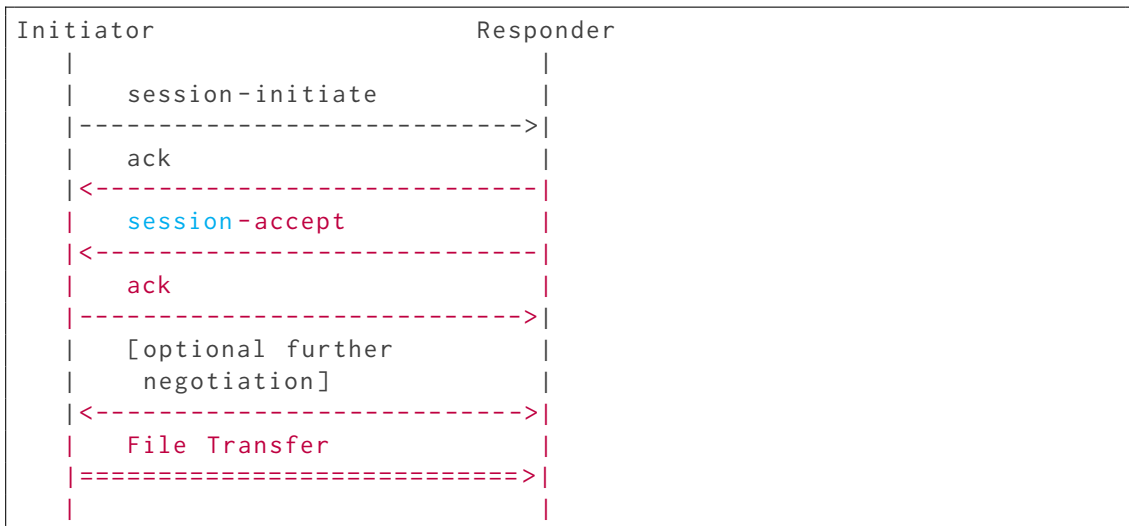 Initiator                    Responder
   |                             |
   |   session-initiate          |
   |---------------------------->|
   |   ack                       |
   |<----------------------------|
   |   session-accept            |
   |<----------------------------|
   |   ack                       |
   |---------------------------->|
   |   [optional further         |
   |    negotiation]             |
   |<--------------------------->|
   |   File Transfer             |
   |============================>|
   |                             |